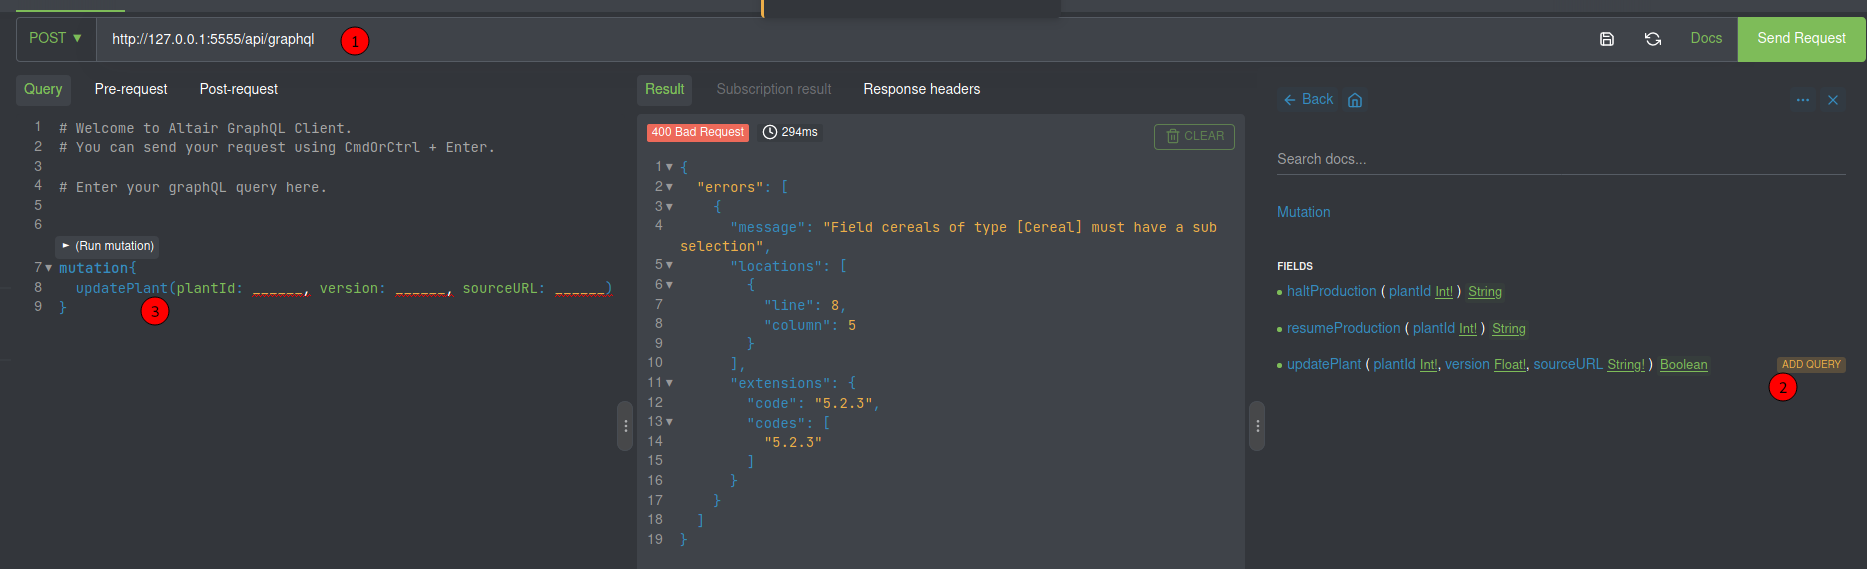 POST ▼ http://127.0.0.1:5555/api/graphql 1 Docs Send Request
Query Pre-request Post-request
1 # Welcome to Altair GraphQL Client.
2 # You can send your request using CmdOrCtrl + Enter.
3
4 # Enter your graphQL query here.
5
6
► (Run mutation)
7▼ mutation{
8 updatePlant(plantId: ______, version: ______, sourceURL: ______)
9 }
3
Result Subscription result Response headers
400 Bad Request 294ms CLEAR
1▼ {
2▼ "errors": [
3▼ {
4 "message": "Field cereals of type [Cereal] must have a sub
selection",
5▼ "locations": [
6▼ {
7 "line": 8,
8 "column": 5
9 }
10 ],
11▼ "extensions": {
12 "code": "5.2.3",
13▼ "codes": [
14 "5.2.3"
15 ]
16 }
17 }
18 ]
19 }
← Back
Search docs...
Mutation
FIELDS
haltProduction ( plantId Int! ) String
resumeProduction ( plantId Int! ) String
updatePlant ( plantId Int!, version Float!, sourceURL String! ) Boolean ADD QUERY
2